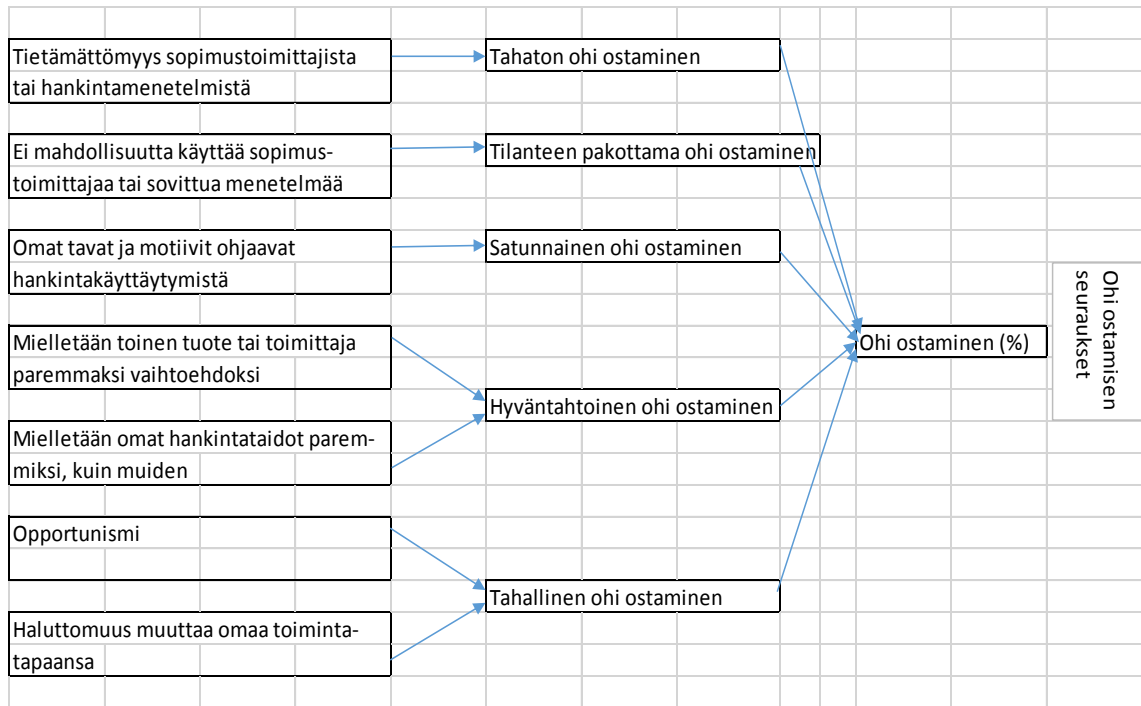 Tietämättömyys sopimustoimittajista
tai hankintamenetelmistä
Tahaton ohi ostaminen
Ei mahdollisuutta käyttää sopimus-
toimittajaa tai sovittua menetelmää
Tilanteen pakottama ohi ostaminen
Omat tavat ja motiivit ohjaavat
hankintakäyttäytymistä
Satunnainen ohi ostaminen
Mielletään toinen tuote tai toimittaja
paremmaksi vaihtoehdoksi
Hyväntahtoinen ohi ostaminen
Mielletään omat hankintataidot parem-
miksi, kuin muiden
Opportunismi
Tahallinen ohi ostaminen
Haluttomuus muuttaa omaa toiminta-
tapaansa
Ohi ostaminen (%)
Ohi ostamisen
seuraukset